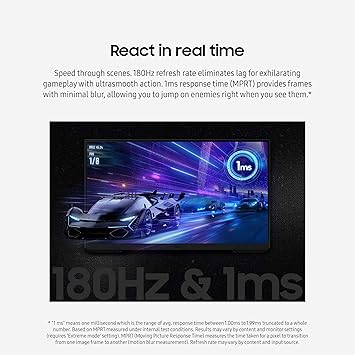 React in real time
Speed through scenes. 180Hz refresh rate eliminates lag for exhilarating
gameplay with ultrasmooth action. 1ms response time (MPRT) provides frames
with minimal blur, allowing you to jump on enemies right when you see them.*
1/8
1ms
180Hz & 1ms
* "1 ms" means one millisecond which is the range of avg. response time between 1.00ms to 1.99ms truncated to a whole
number. Based on MPRT measured under internal test conditions. Results may vary by content and monitor settings
(requires 'Extreme mode' setting). MPRT (Moving Picture Response Time) measures the time taken for a pixel to transition
from one image frame to another (motion blur measurement). Refresh rate may vary by content and input source.